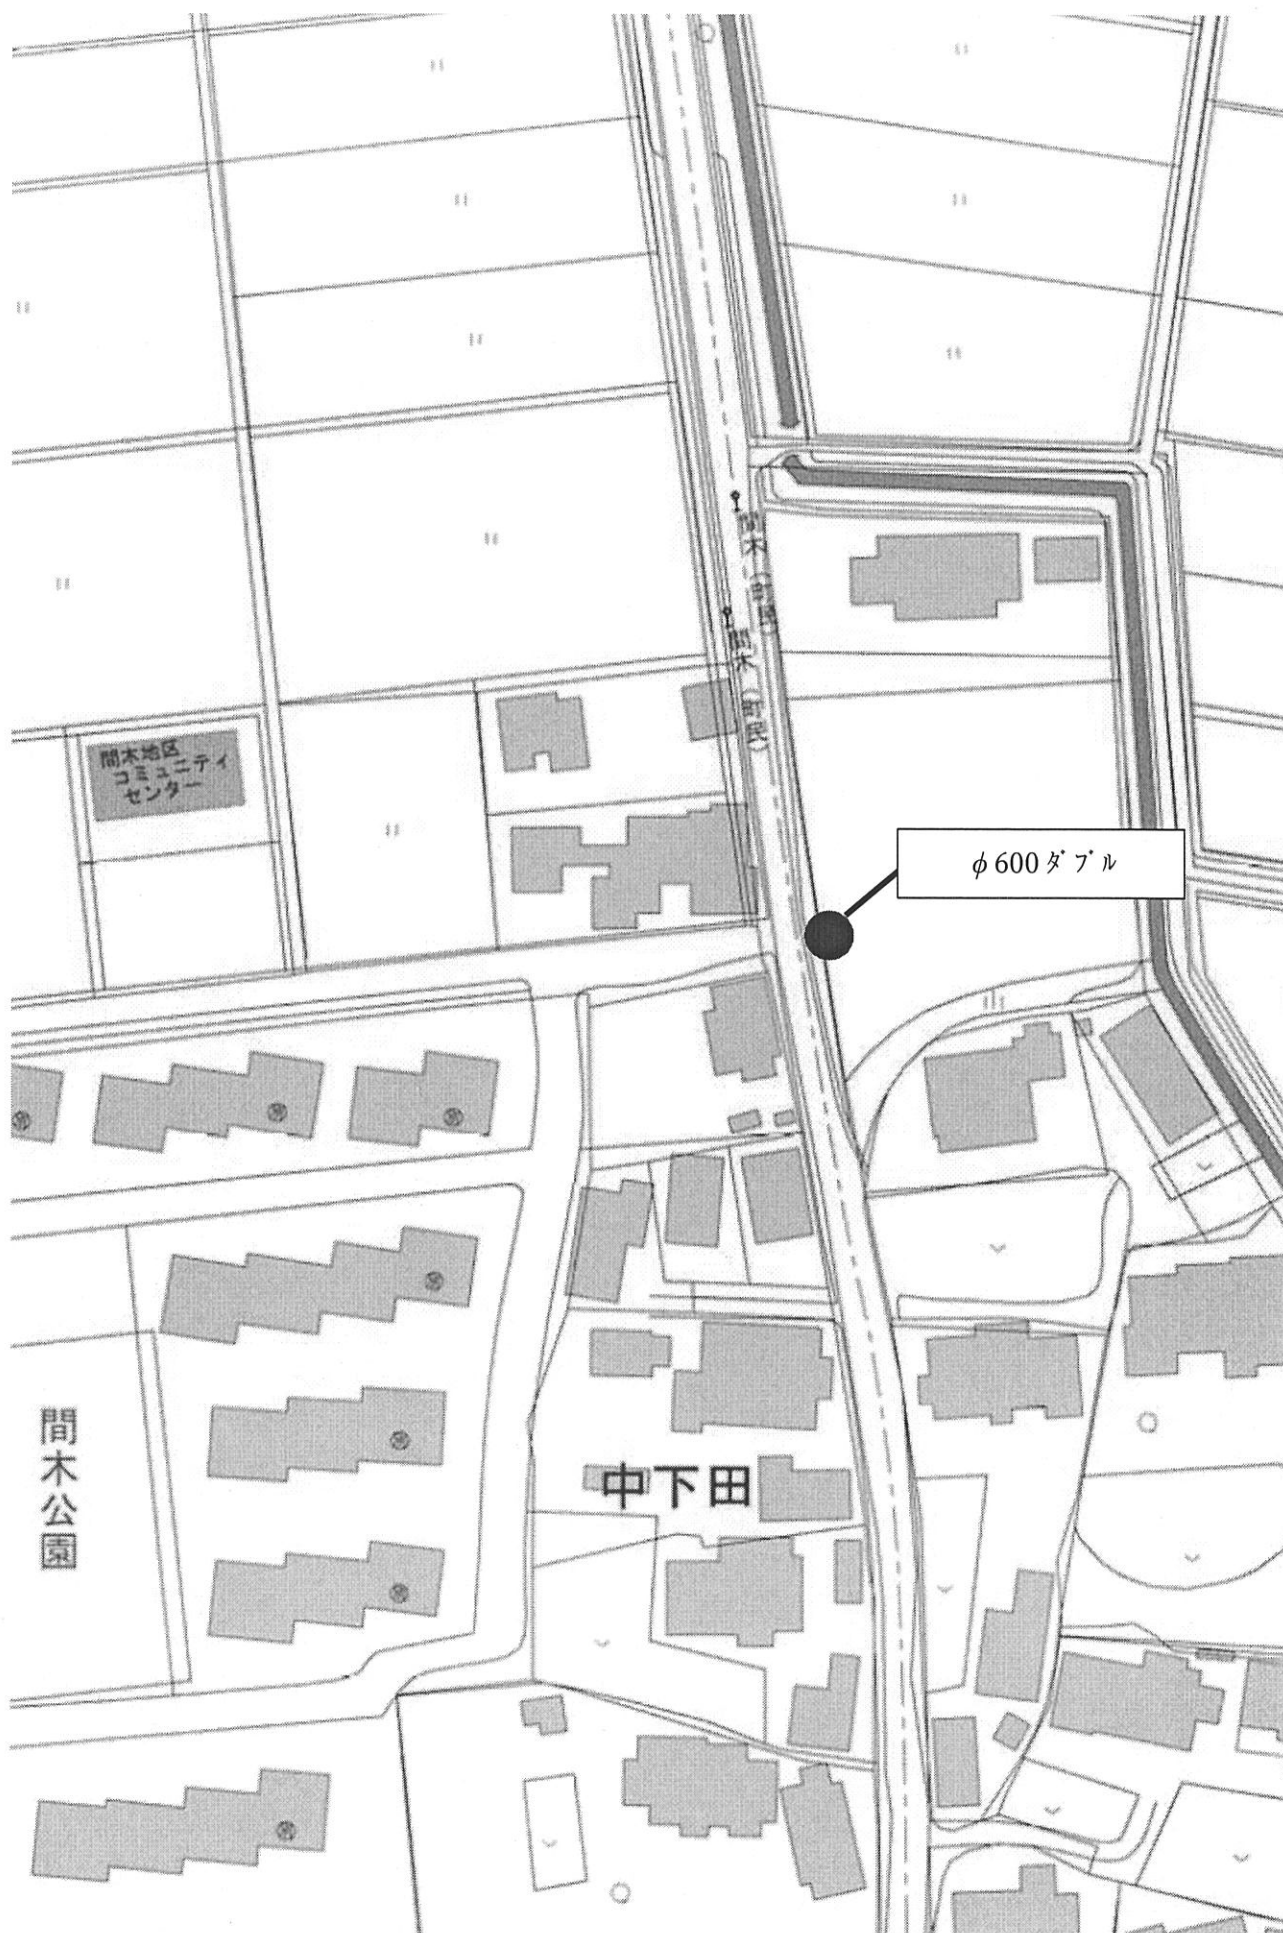 間木地区
コミュニティ
センター
φ600ダブル
中下田
間木公園